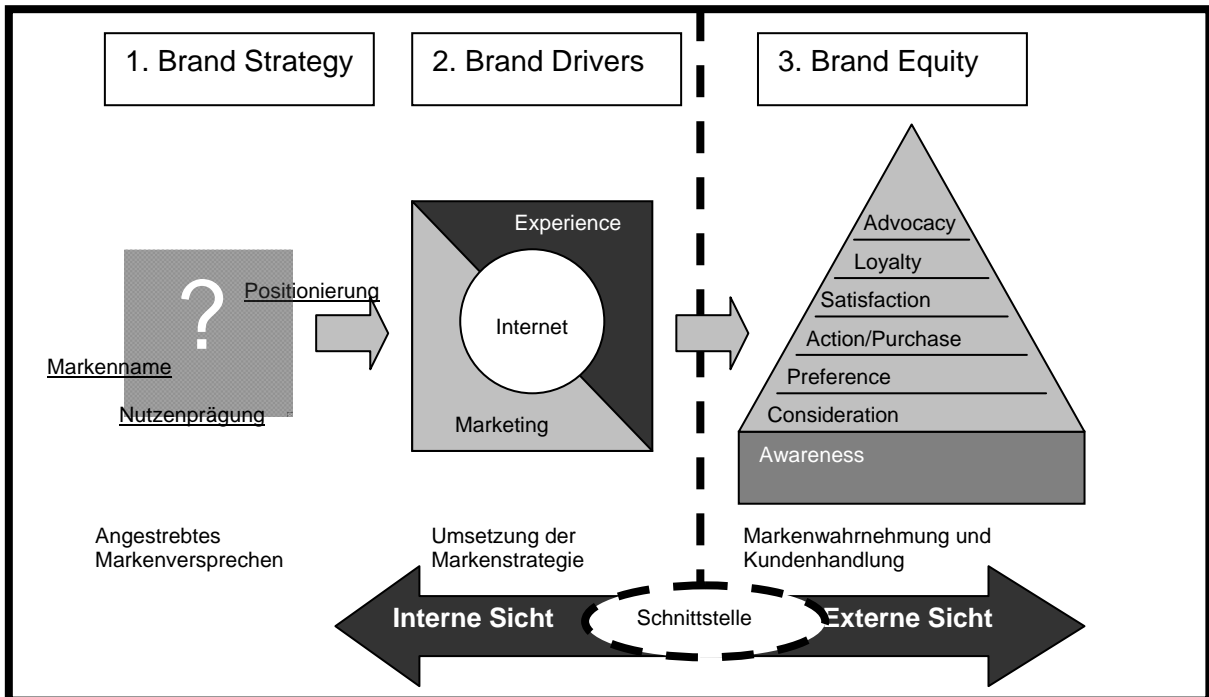 1. Brand Strategy
2. Brand Drivers
3. Brand Equity
?
Positionierung
Markenname
Nutzenprägung
Experience
Internet
Marketing
Advocacy
Loyalty
Satisfaction
Action/Purchase
Preference
Consideration
Awareness
Angestrebtes
Markenversprechen
Umsetzung der
Markenstrategie
Markenwahrnehmung und
Kundenhandlung
Interne Sicht
Schnittstelle
Externe Sicht